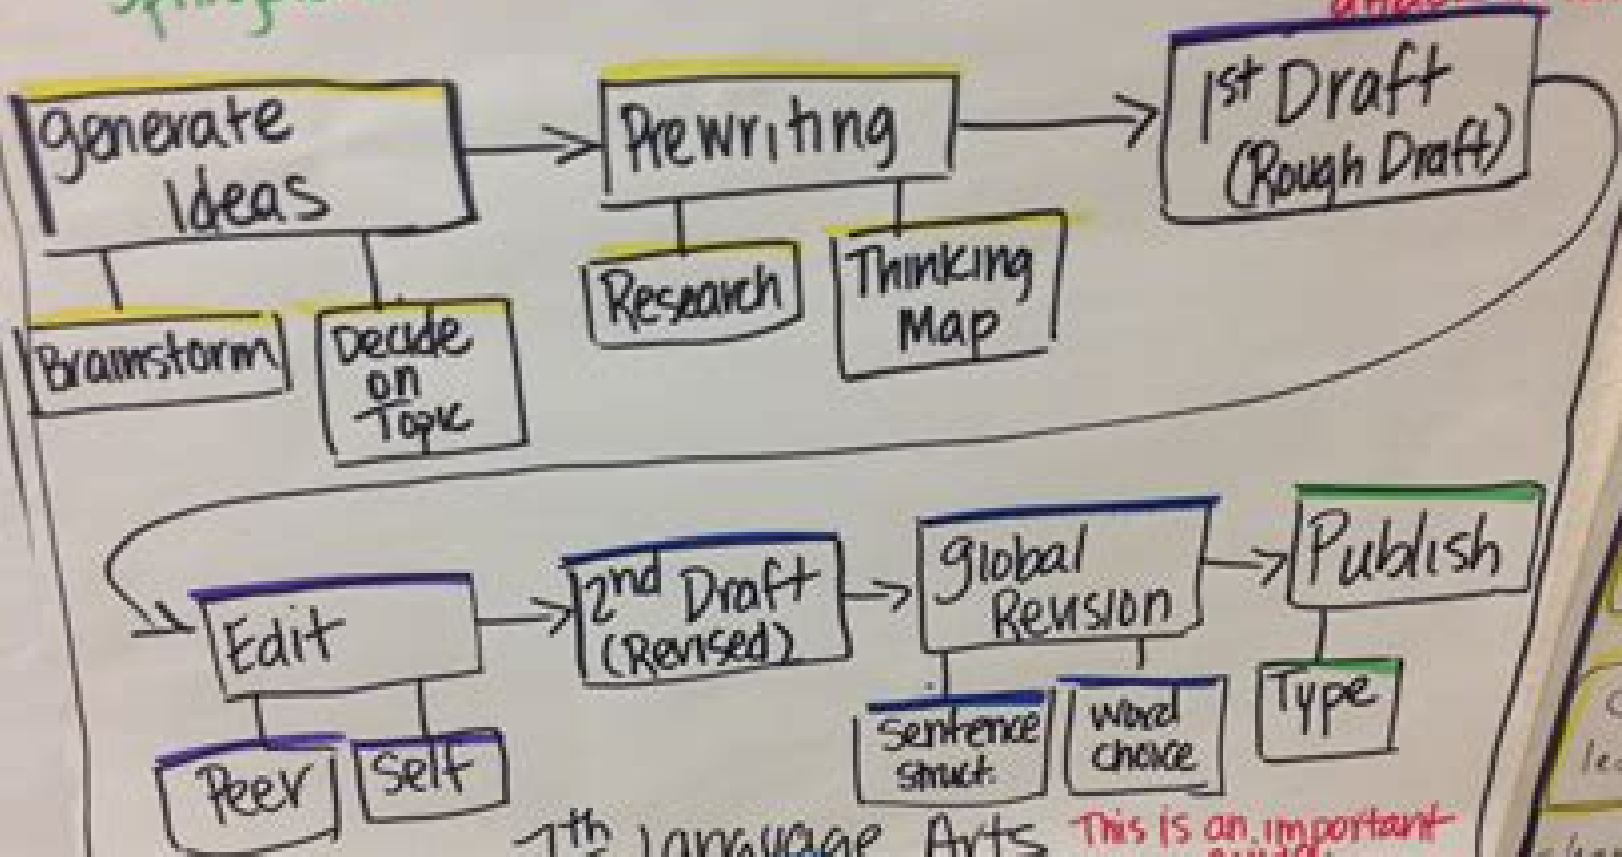 Generate
Ideas
Prewriting
1st Draft
(Rough Draft)
Brainstorm
Decide
on
Topic
Research
Thinking
Map
Edit
2nd Draft
(Revised)
Global
Revision
Publish
Peer
Self
Sentence
Struct.
Word
choice
Type
7th Language Arts
This is an important